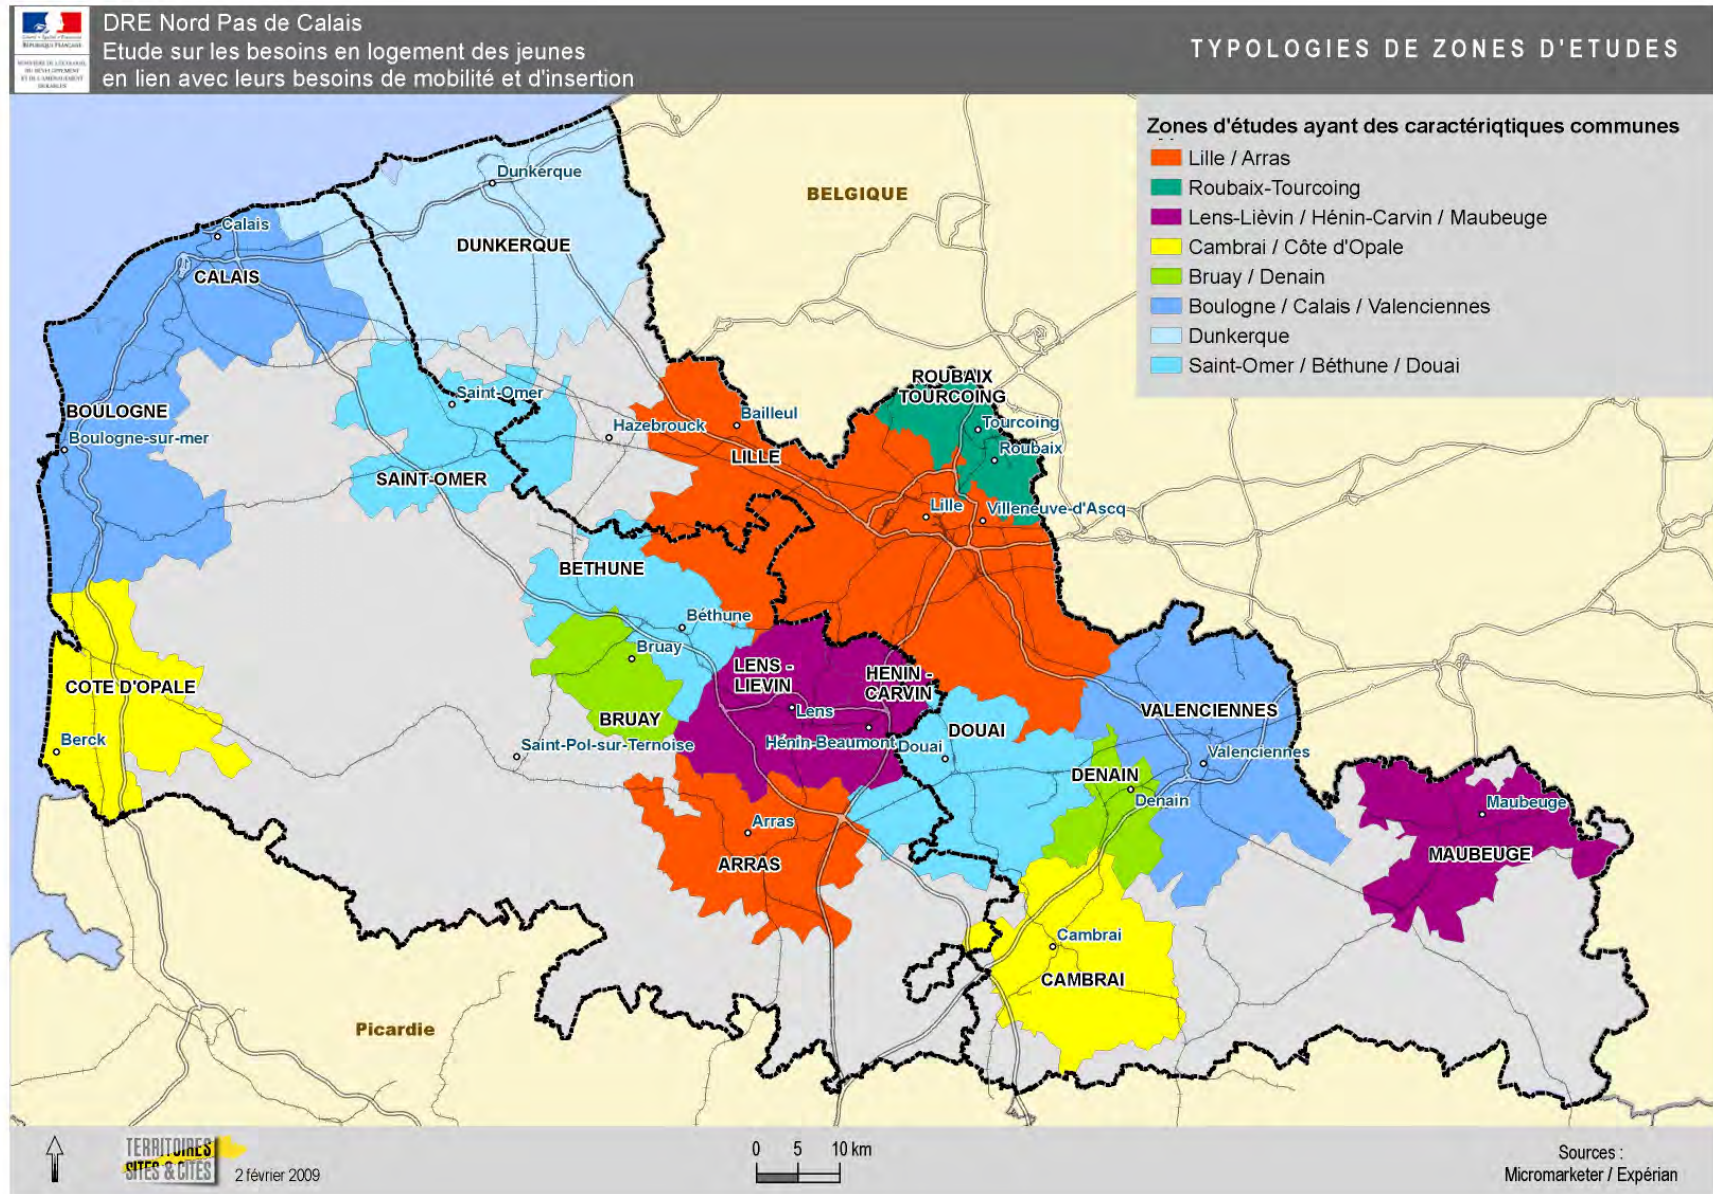 DRE Nord Pas de Calais
Etude sur les besoins en logement des jeunes
en lien avec leurs besoins de mobilité et d'insertion
TYPOLOGIES DE ZONES D'ETUDES
RÉPUBLIQUE FRANÇAISE
Zones d'études ayant des caractériqtiques communes
Lille / Arras
Roubaix-Tourcoing
Lens-Lièvin / Hénin-Carvin / Maubeuge
Cambrai / Côte d'Opale
Bruay / Denain
Boulogne / Calais / Valenciennes
Dunkerque
Saint-Omer / Béthune / Douai
BELGIQUE
Dunkerque
DUNKERQUE
Calais
CALAIS
BOULOGNE
Boulogne-sur-mer
Saint-Omer
SAINT-OMER
Hazebrouck
Bailleul
LILLE
ROUBAIX
TOURCOING
Tourcoing
Roubaix
Lille
Villeneuve-d'Ascq
BETHUNE
Béthune
Bruay
BRUAY
COTE D'OPALE
Berck
Saint-Pol-sur-Ternoise
LENS -
LIEVIN
Lens
HENIN -
CARVIN
Hénin-Beaumont
Douai
DOUAI
VALENCIENNES
Valenciennes
DENAIN
Denain
Maubeuge
MAUBEUGE
Arras
ARRAS
Cambrai
CAMBRAI
Picardie
TERRITOIRES
SITES & CITÉS
2 février 2009
0 5 10 km
Sources :
Micromarketer / Expérian